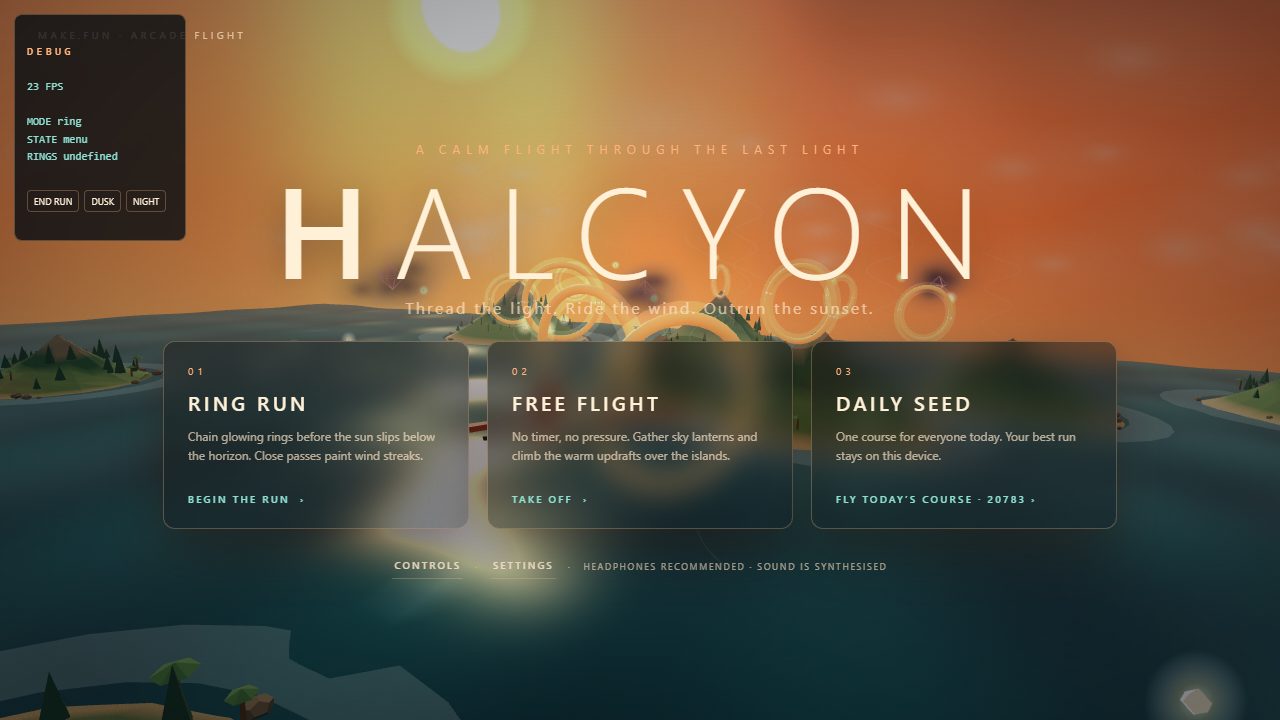 MAKE.FUN · ARCADE FLIGHT
DEBUG
23 FPS
MODE ring
STATE menu
RINGS undefined
END RUN DUSK NIGHT
A CALM FLIGHT THROUGH THE LAST LIGHT
HALCYON
Thread the light. Ride the wind. Outrun the sunset.
01
RING RUN
Chain glowing rings before the sun slips below
the horizon. Close passes paint wind streaks.
BEGIN THE RUN ›
02
FREE FLIGHT
No timer, no pressure. Gather sky lanterns and
climb the warm updrafts over the islands.
TAKE OFF ›
03
DAILY SEED
One course for everyone today. Your best run
stays on this device.
FLY TODAY'S COURSE · 20783 ›
CONTROLS · SETTINGS · HEADPHONES RECOMMENDED · SOUND IS SYNTHESISED